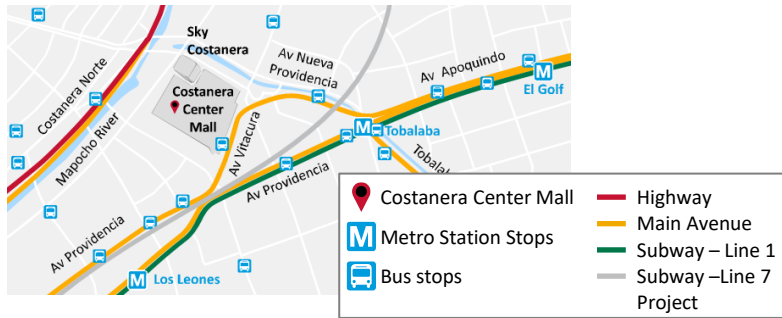 Sky
Costanera
Av Nueva
Providencia
Costanera Norte
Costanera
Center
Mall
Av Apoquindo
M
El Golf
Mapocho River
Av Vitacura
M
Tobalaba
Av Providencia
Av Providencia
M
Los Leones
Costanera Center Mall
M Metro Station Stops
Bus stops
Highway
Main Avenue
Subway – Line 1
Subway –Line 7
Project